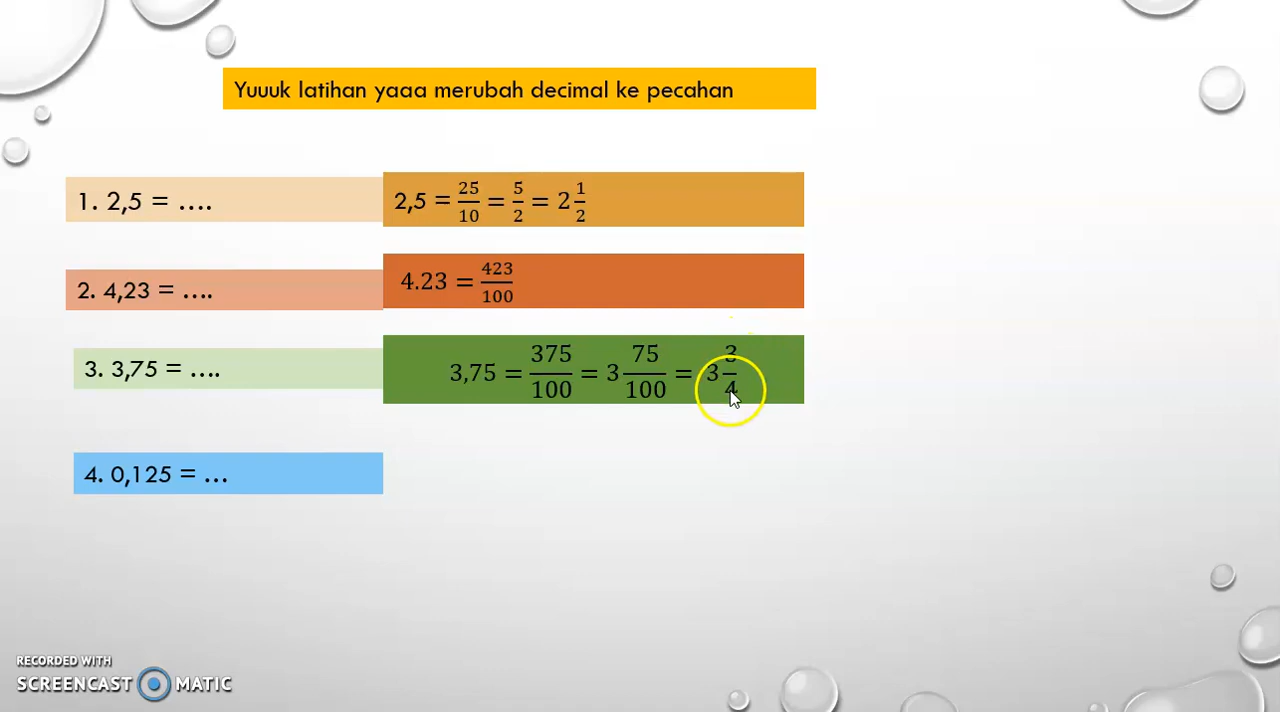 Yuuuk latihan yaaa merubah decimal ke pecahan
1. 2,5 = ….
2,5 = 25/10 = 5/2 = 2 1/2
2. 4,23 = ….
4.23 = 423/100
3. 3,75 = ….
3,75 = 375/100 = 3 75/100 = 3 3/4
4. 0,125 = …
RECORDED WITH
SCREENCAST MATIC